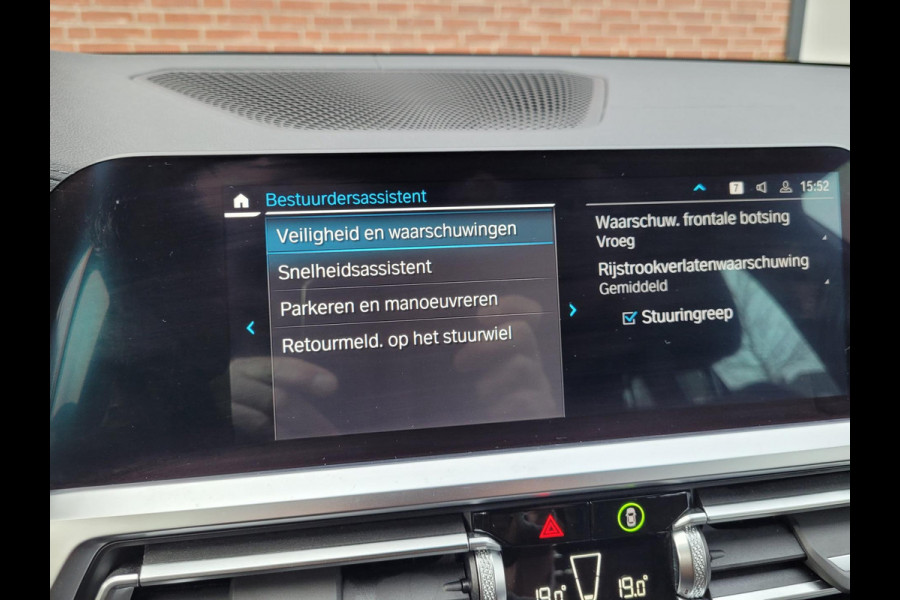 Bestuurdersassistent
7 15:52
Veiligheid en waarschuwingen
Snelheidsassistent
Parkeren en manoeuvreren
Retourmeld. op het stuurwiel
Waarschuw. frontale botsing
Vroeg
Rijstrookverlatenwaarschuwing
Gemiddeld
Stuuringreep
19.0° 19.0°